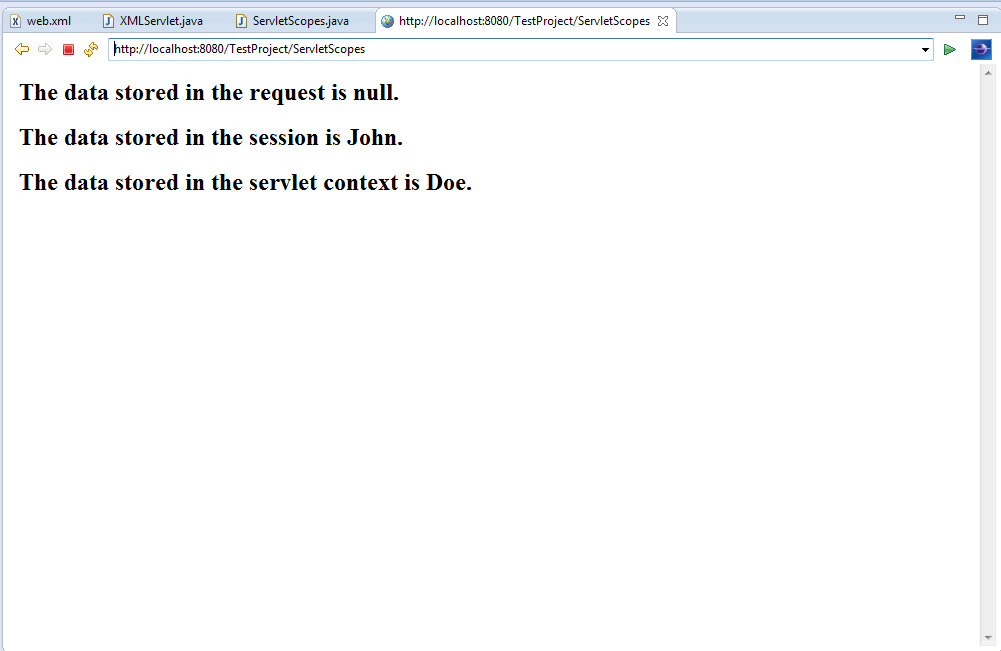 web.xml XMLServlet.java ServletScopes.java http://localhost:8080/TestProject/ServletScopes
http://localhost:8080/TestProject/ServletScopes
The data stored in the request is null.
The data stored in the session is John.
The data stored in the servlet context is Doe.